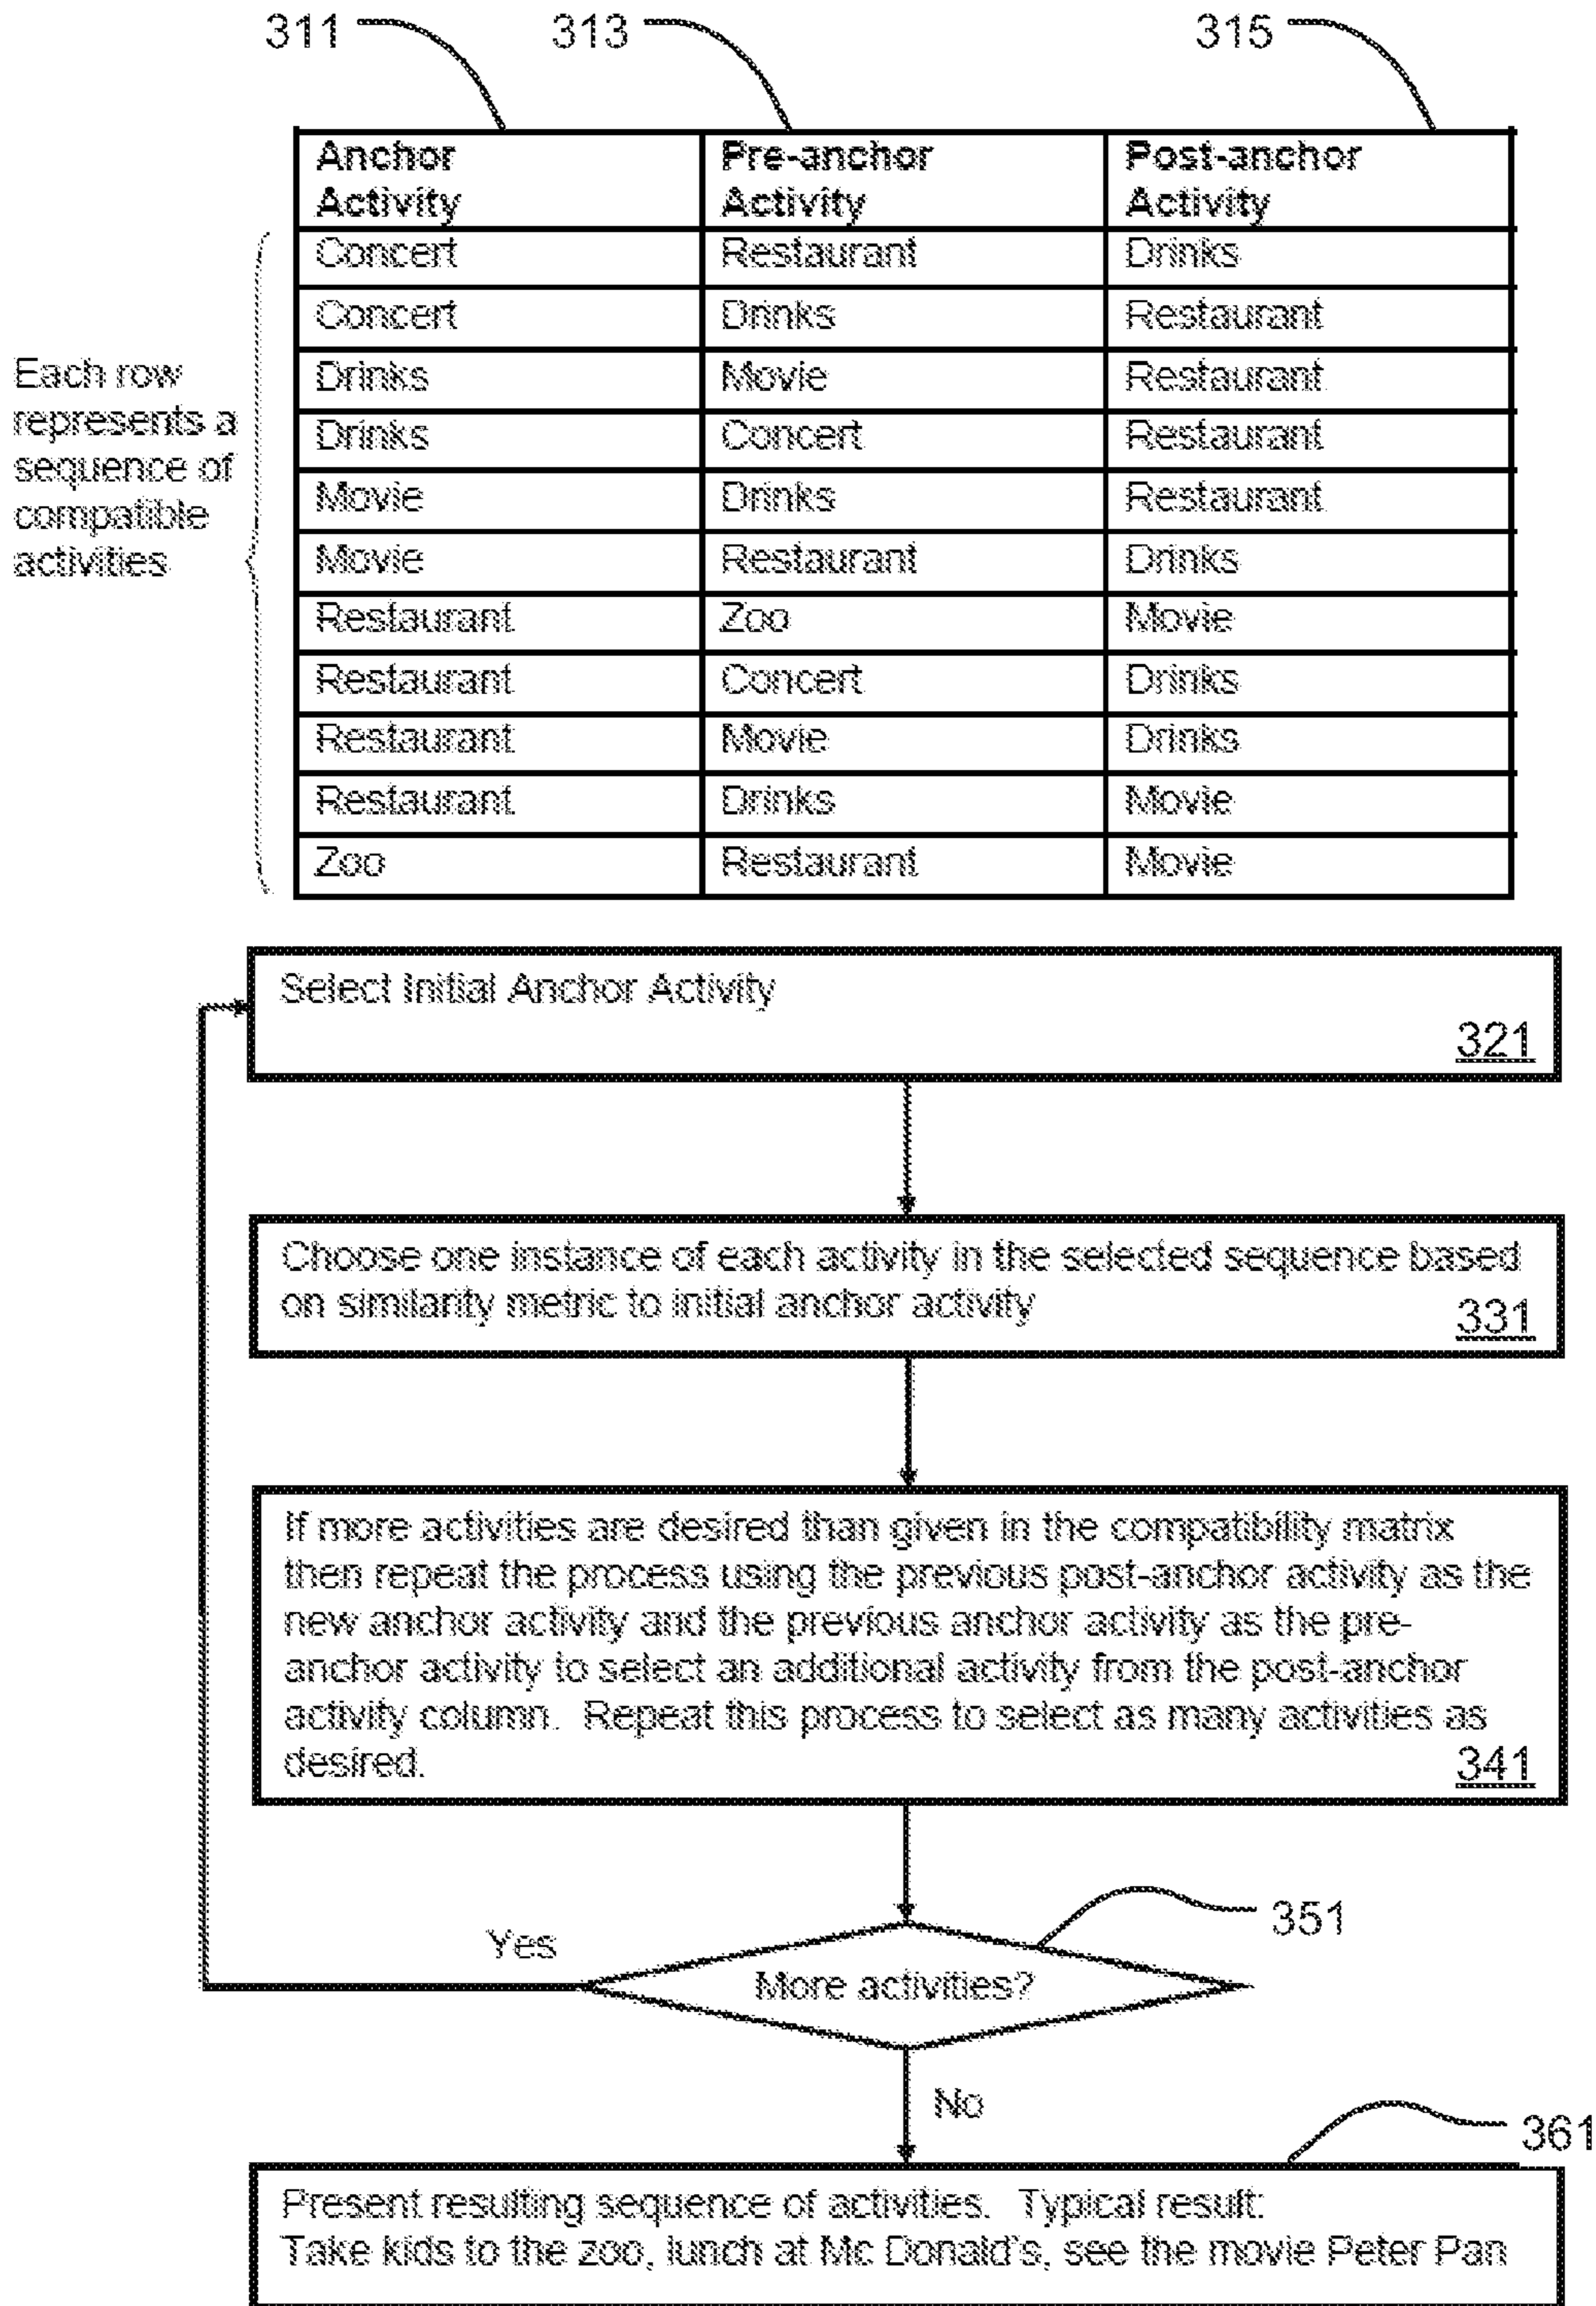 311 313 315
Anchor Activity Pre-anchor Activity Post-anchor Activity
Concert Restaurant Drinks
Concert Drinks Restaurant
Drinks Movie Restaurant
Drinks Concert Restaurant
Movie Drinks Restaurant
Movie Restaurant Drinks
Restaurant Zoo Movie
Restaurant Concert Drinks
Restaurant Movie Drinks
Restaurant Drinks Movie
Zoo Restaurant Movie
Each row
represents a
sequence of
compatible
activities
Select Initial Anchor Activity
321
Choose one instance of each activity in the selected sequence based
on similarity metric to initial anchor activity
331
If more activities are desired than given in the compatibility matrix
then repeat the process using the previous post-anchor activity as the
new anchor activity and the previous anchor activity as the pre-
anchor activity to select an additional activity from the post-anchor
activity column. Repeat this process to select as many activities as
desired.
341
351
Yes
More activities?
No
361
Present resulting sequence of activities. Typical result:
Take kids to the zoo, lunch at Mc Donald's, see the movie Peter Pan